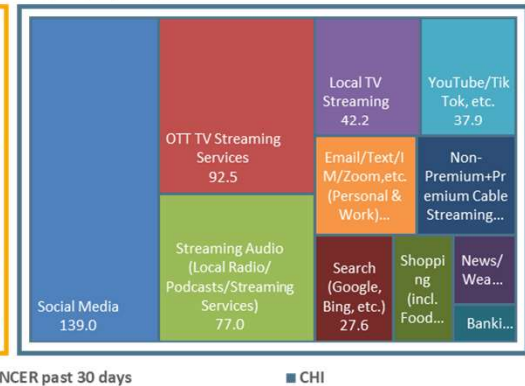 Social Media
139.0
OTT TV Streaming
Services
92.5
Streaming Audio
(Local Radio/
Podcasts/Streaming
Services)
77.0
Local TV
Streaming
42.2
YouTube/Tik
Tok, etc.
37.9
Email/Text/I
M/Zoom,etc.
(Personal &
Work)...
Non-
Premium+Pr
emium Cable
Streaming...
Search
(Google,
Bing, etc.)
27.6
Shoppi
ng
(incl.
Food...
News/
Wea...
Banki...
NCER past 30 days
CHI